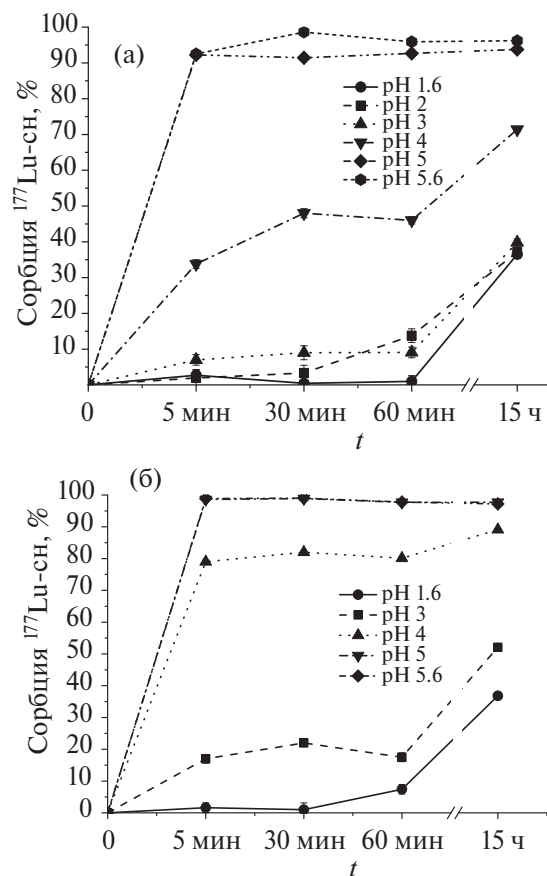 (а)
Сорбция ¹⁷⁷Lu-сн, %
100
90
80
70
60
50
40
30
20
10
0
5 мин
30 мин
60 мин
15 ч
t
pH 1.6
pH 2
pH 3
pH 4
pH 5
pH 5.6
(б)
Сорбция ¹⁷⁷Lu-сн, %
100
90
80
70
60
50
40
30
20
10
0
0
5 мин
30 мин
60 мин
15 ч
t
pH 1.6
pH 3
pH 4
pH 5
pH 5.6